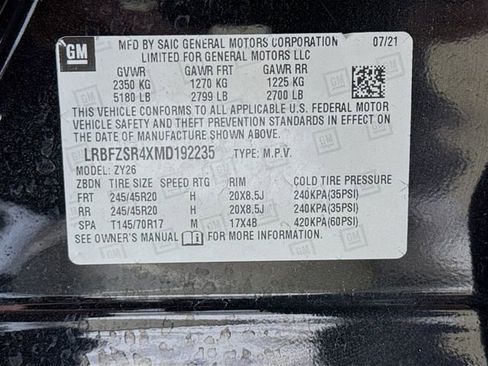 GM
MFD BY SAIC GENERAL MOTORS CORPORATION 07/21
LIMITED FOR GENERAL MOTORS LLC
GVWR GAWR FRT GAWR RR
2350 KG 1270 KG 1225 KG
5180 LB 2799 LB 2700 LB
THIS VEHICLE CONFORMS TO ALL APPLICABLE U.S. FEDERAL MOTOR
VEHICLE SAFETY AND THEFT PREVENTION STANDARDS IN EFFECT ON
THE DATE OF MANUFACTURE SHOWN ABOVE.
LRBFZSR4XMD192235 TYPE: M.P.V.
MODEL: ZY26
ZBDN TIRE SIZE SPEED RTG RIM COLD TIRE PRESSURE
FRT 245/45R20 H 20X8.5J 240KPA(35PSI)
RR 245/45R20 H 20X8.5J 240KPA(35PSI)
SPA T145/70R17 M 17X4B 420KPA(60PSI)
SEE OWNER'S MANUAL FOR MORE INFORMATION